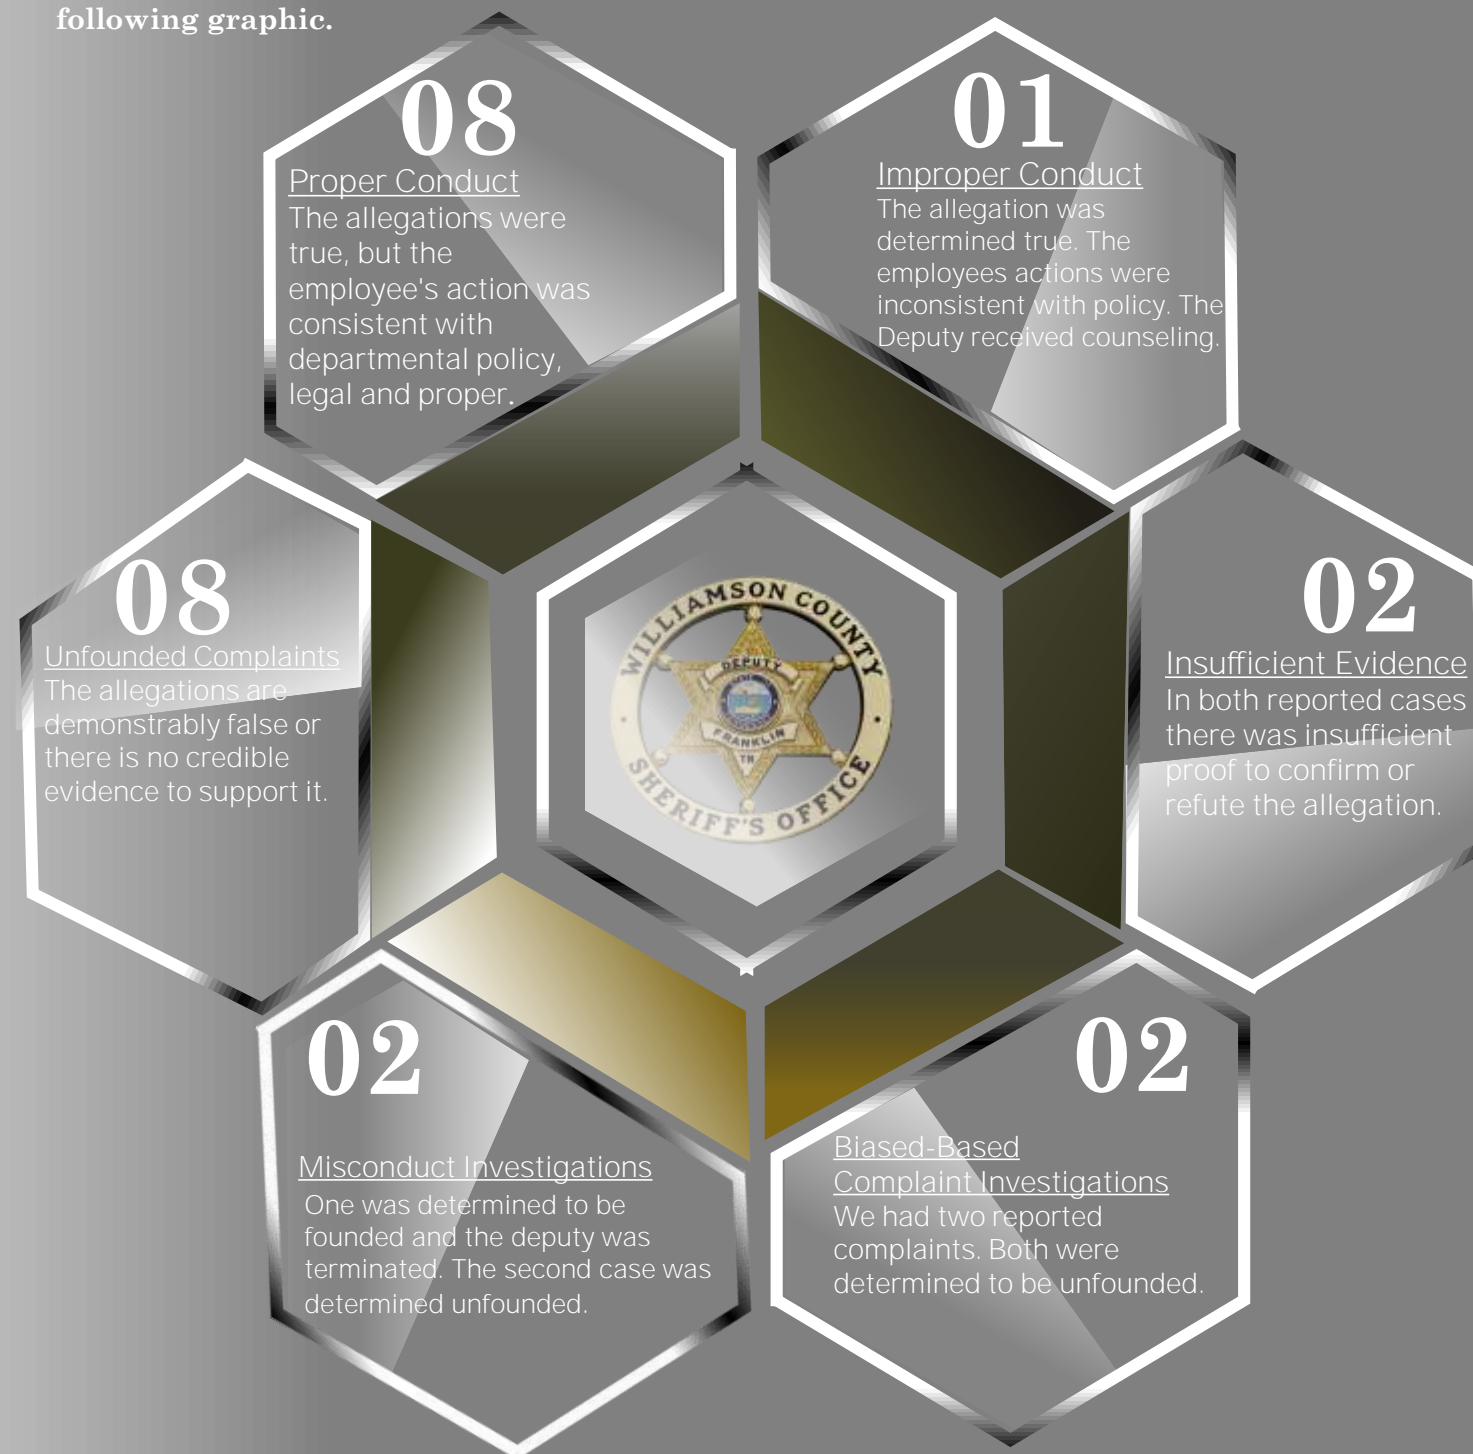 following graphic.
08
Proper Conduct
The allegations were
true, but the
employee's action was
consistent with
departmental policy,
legal and proper.
01
Improper Conduct
The allegation was
determined true. The
employees actions were
inconsistent with policy. The
Deputy received counseling.
08
Unfounded Complaints
The allegations are
demonstrably false or
there is no credible
evidence to support it.
WILLIAMSON COUNTY
DEPUTY
FRANKLIN
TN
SHERIFF'S OFFICE
02
Insufficient Evidence
In both reported cases
there was insufficient
proof to confirm or
refute the allegation.
02
Misconduct Investigations
One was determined to be
founded and the deputy was
terminated. The second case was
determined unfounded.
02
Biased-Based
Complaint Investigations
We had two reported
complaints. Both were
determined to be unfounded.